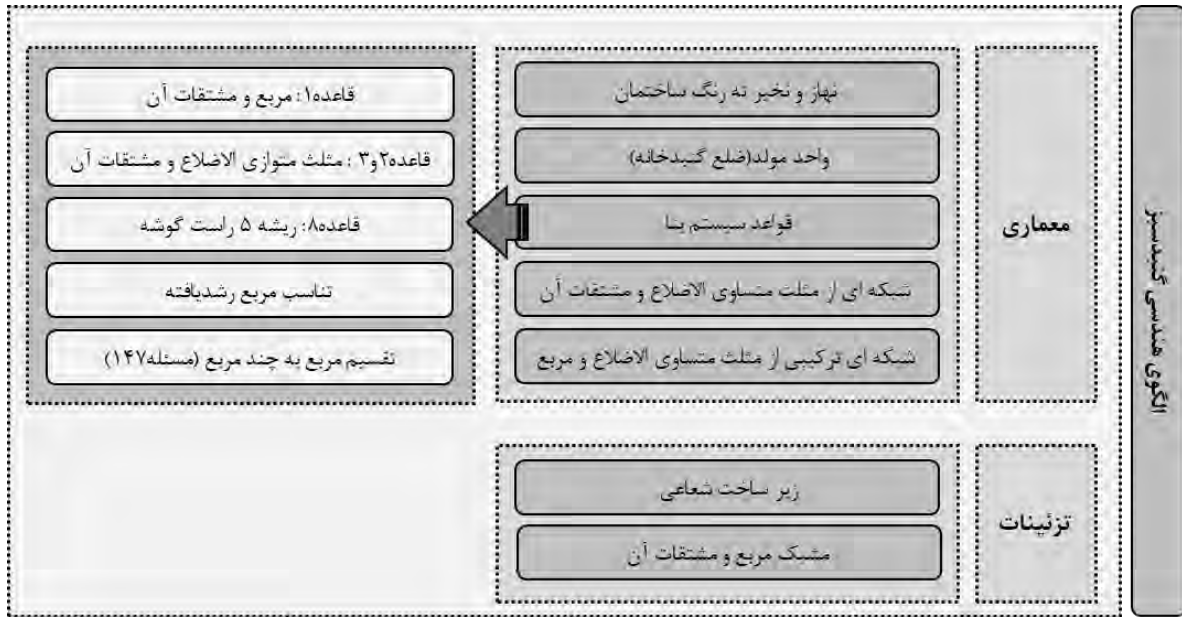 الگوی هندسی گنبدسبز
معماری
نهاز و نخیر ته رنگ ساختمان
واحد مولد(ضلع گنبدخانه)
قواعد سیستم بنا
شبکه ای از مثلث متساوی الاضلاع و مشتقات آن
شبکه ای ترکیبی از مثلث متساوی الاضلاع و مربع
قاعده۱: مربع و مشتقات آن
قاعده۲و۳ : مثلث متوازی الاضلاع و مشتقات آن
قاعده۸: ریشه ۵ راست گوشه
تناسب مربع رشدیافته
تقسیم مربع به چند مربع (مسئله۱۴۷)
تزئینات
زیر ساخت شعاعی
مشبک مربع و مشتقات آن